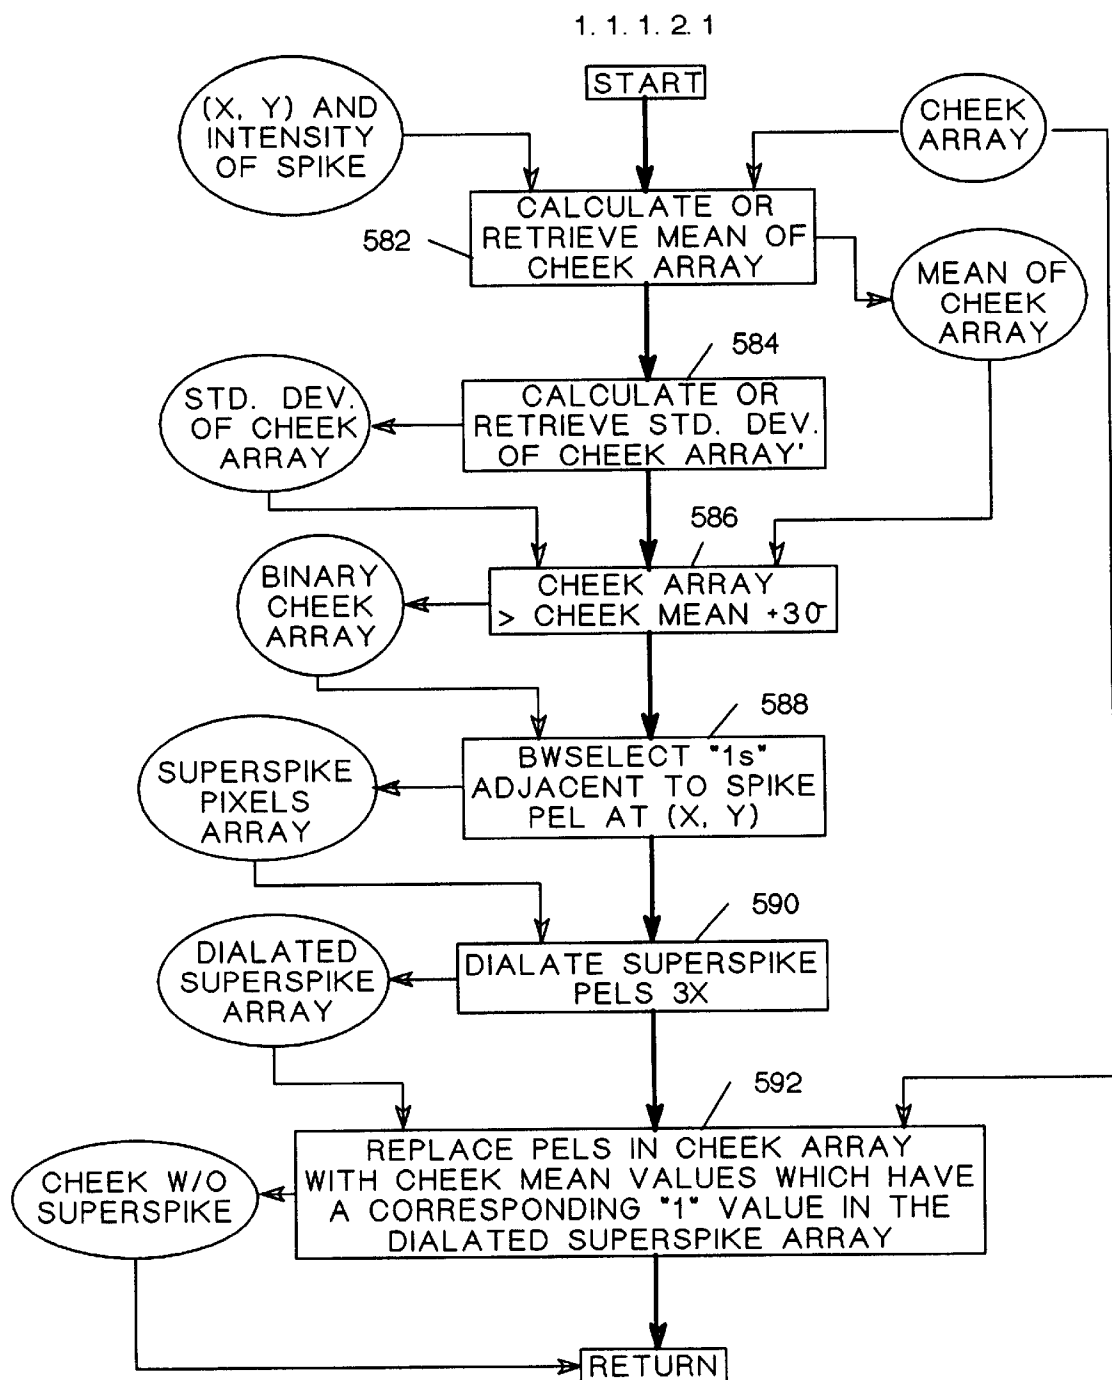 1. 1. 1. 2. 1
START
(X, Y) AND
INTENSITY
OF SPIKE
CHEEK
ARRAY
582
CALCULATE OR
RETRIEVE MEAN OF
CHEEK ARRAY
MEAN OF
CHEEK
ARRAY
584
STD. DEV.
OF CHEEK
ARRAY
CALCULATE OR
RETRIEVE STD. DEV.
OF CHEEK ARRAY'
586
BINARY
CHEEK
ARRAY
CHEEK ARRAY
> CHEEK MEAN +3σ
588
SUPERSPIKE
PIXELS
ARRAY
BWSELECT "1s"
ADJACENT TO SPIKE
PEL AT (X, Y)
590
DIALATED
SUPERSPIKE
ARRAY
DIALATE SUPERSPIKE
PELS 3X
592
CHEEK W/O
SUPERSPIKE
REPLACE PELS IN CHEEK ARRAY
WITH CHEEK MEAN VALUES WHICH HAVE
A CORRESPONDING "1" VALUE IN THE
DIALATED SUPERSPIKE ARRAY
RETURN